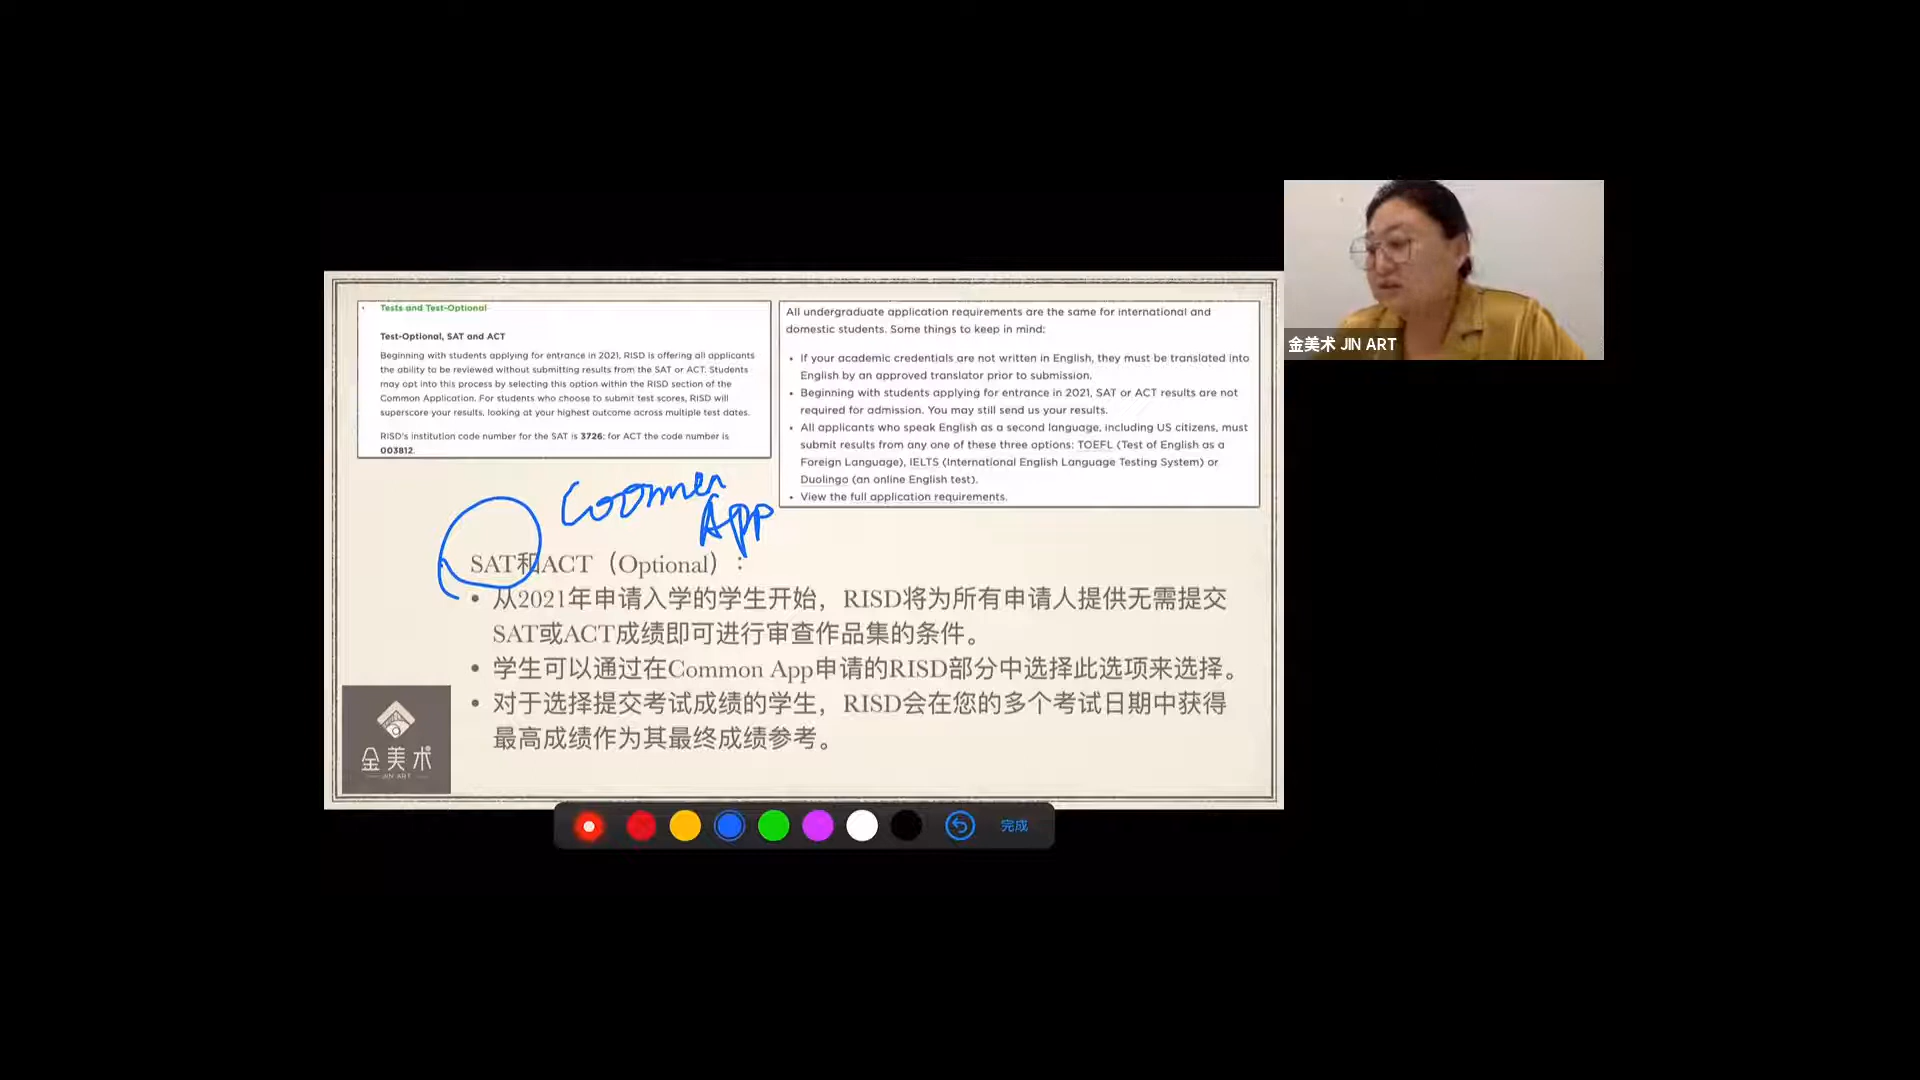 Tests and Test-Optional
Test-Optional, SAT and ACT
Beginning with students applying for entrance in 2021, RISD is offering all applicants
the ability to be reviewed without submitting results from the SAT or ACT. Students
may opt into this process by selecting this option within the RISD section of the
Common Application. For students who choose to submit test scores, RISD will
superscore your results, looking at your highest outcome across multiple test dates.
RISD's institution code number for the SAT is 3726; for ACT the code number is
003812.
All undergraduate application requirements are the same for international and
domestic students. Some things to keep in mind:
• If your academic credentials are not written in English, they must be translated into
English by an approved translator prior to submission.
• Beginning with students applying for entrance in 2021, SAT or ACT results are not
required for admission. You may still send us your results.
• All applicants who speak English as a second language, including US citizens, must
submit results from any one of these three options: TOEFL (Test of English as a
Foreign Language), IELTS (International English Language Testing System) or
Duolingo (an online English test).
• View the full application requirements.
App
SAT和ACT（Optional）：
• 从2021年申请入学的学生开始，RISD将为所有申请人提供无需提交
SAT或ACT成绩即可进行审查作品集的条件。
• 学生可以通过在Common App申请的RISD部分中选择此选项来选择。
• 对于选择提交考试成绩的学生，RISD会在您的多个考试日期中获得
最高成绩作为其最终成绩参考。
金美术
JIN ART
金美术 JIN ART
完成